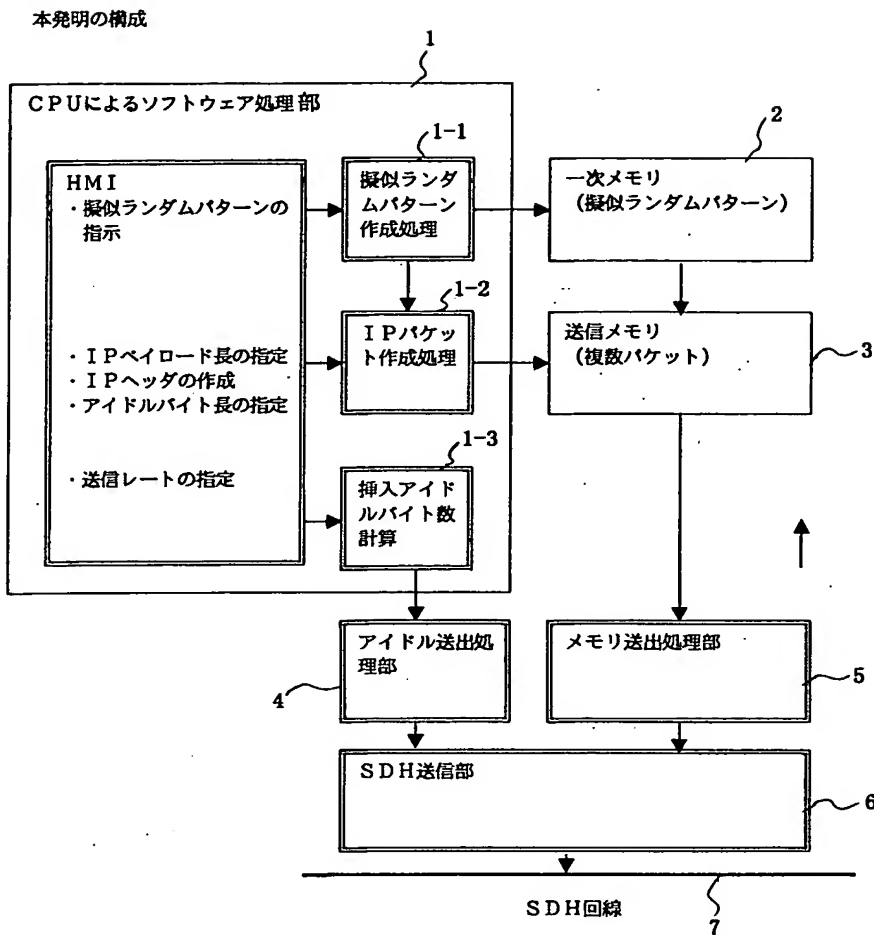 本発明の構成
1
CPUによるソフトウェア処理部
HMI
・擬似ランダムパターンの
指示
・IPペイロード長の指定
・IPヘッダの作成
・アイドルバイト長の指定
・送信レートの指定
1-1
擬似ランダ
ムパターン
作成処理
1-2
IPパケッ
ト作成処理
1-3
挿入アイド
ルバイト数
計算
2
一次メモリ
(擬似ランダムパターン)
送信メモリ
(複数パケット)
3
アイドル送出処
理部
4
メモリ送出処理部
5
SDH送信部
6
SDH回線
7